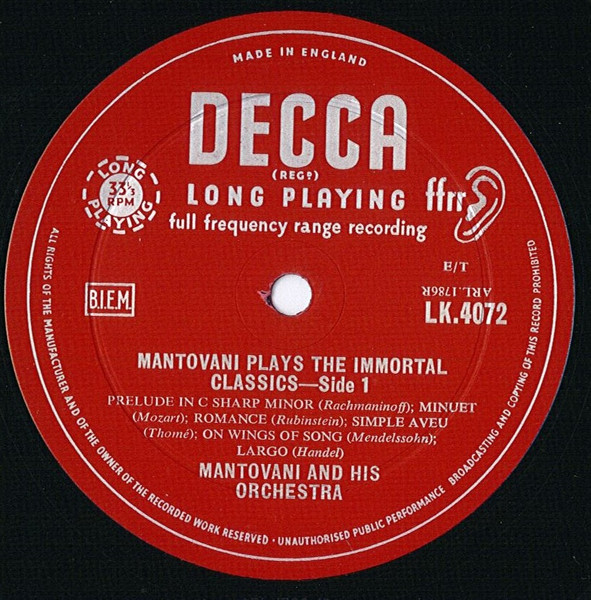 MADE IN ENGLAND
DECCA
(REGD)
LONG PLAYING
33⅓
RPM
LONG PLAYING ffrr
full frequency range recording
E/T
ARL.1786R
B.I.E.M.
LK.4072
MANTOVANI PLAYS THE IMMORTAL
CLASSICS—Side 1
PRELUDE IN C SHARP MINOR (Rachmaninoff); MINUET
(Mozart); ROMANCE (Rubinstein); SIMPLE AVEU
(Thomé); ON WINGS OF SONG (Mendelssohn);
LARGO (Handel)
MANTOVANI AND HIS
ORCHESTRA
ALL RIGHTS OF THE MANUFACTURER AND OF THE OWNER OF THE RECORDED WORK RESERVED · UNAUTHORISED PUBLIC PERFORMANCE BROADCASTING AND COPYING OF THIS RECORD PROHIBITED